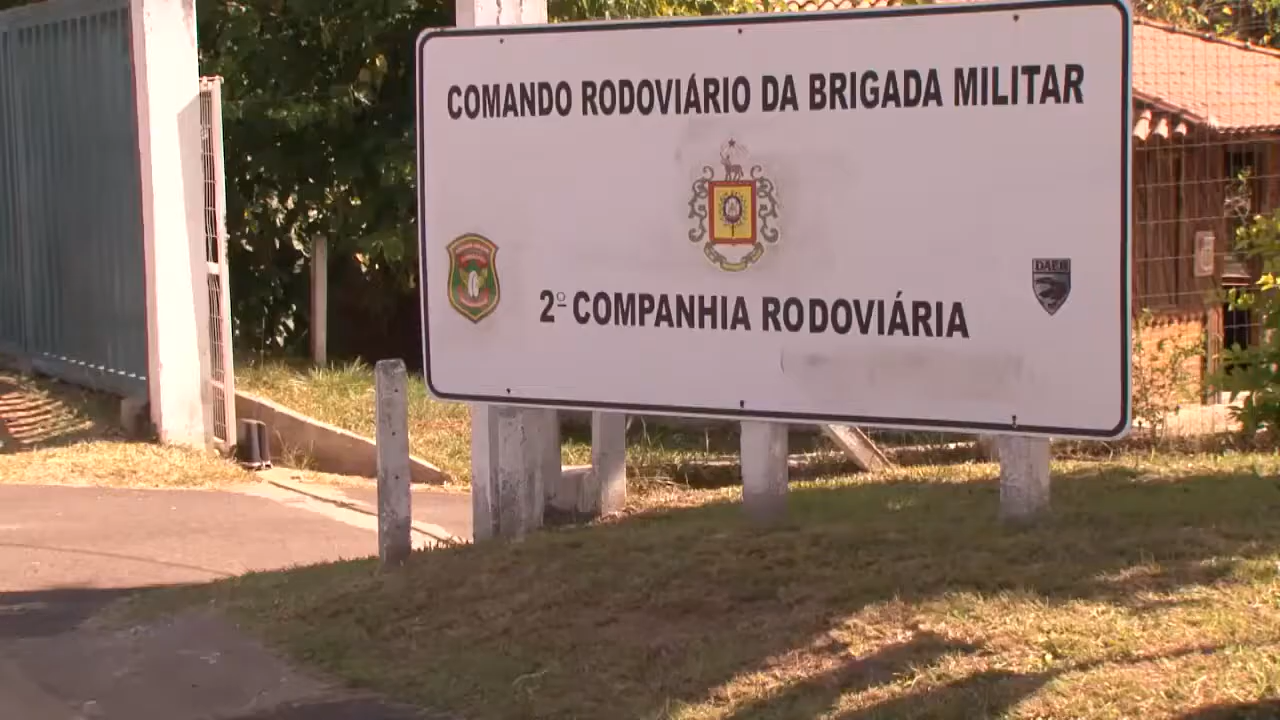 COMANDO RODOVIÁRIO DA BRIGADA MILITAR
2º COMPANHIA RODOVIÁRIA
DAER